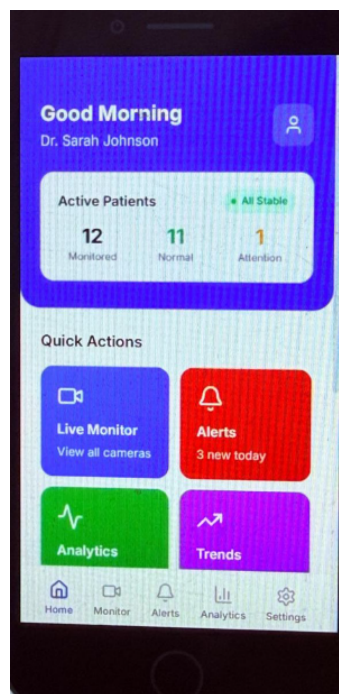 Good Morning
Dr. Sarah Johnson
Active Patients
All Stable
12 11 1
Monitored Normal Attention
Quick Actions
Live Monitor
View all cameras
Alerts
3 new today
Analytics
Trends
Home Monitor Alerts Analytics Settings